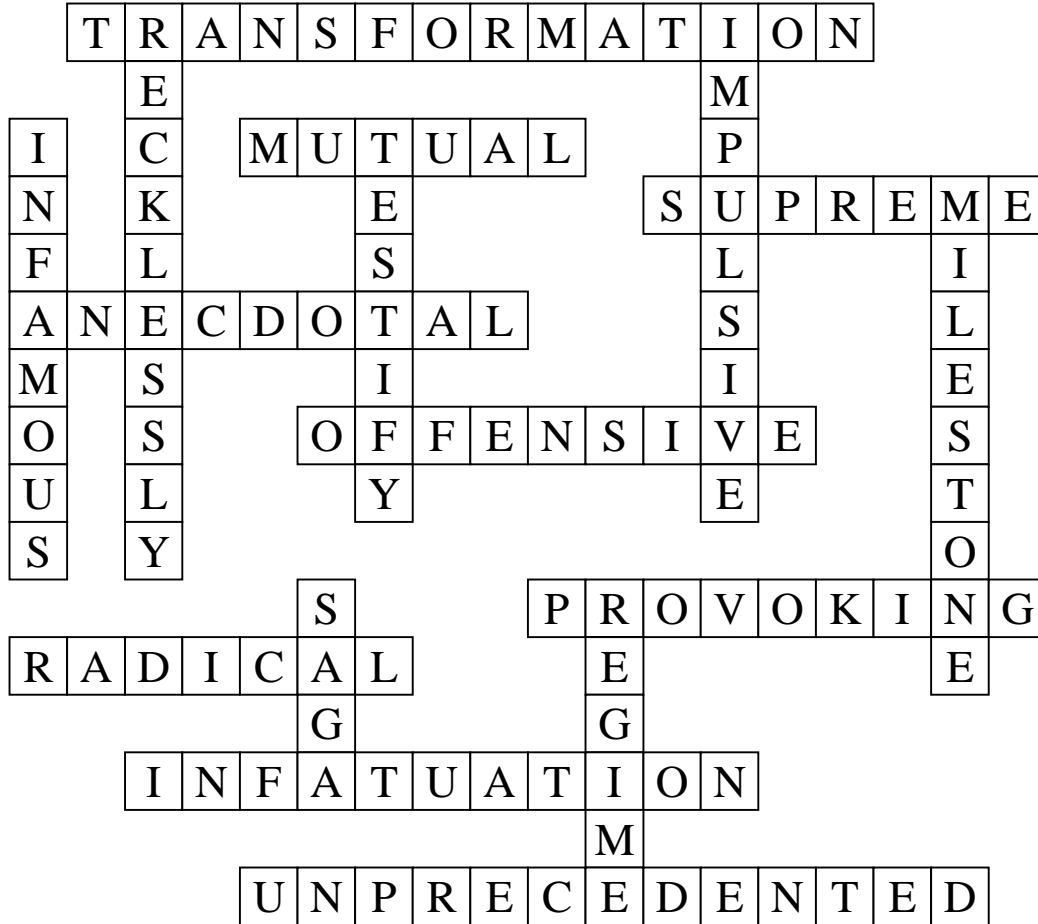 TRANSFORMATION
RECKLESSLY
IMPULSIVE
INFAMOUS
MUTUAL
TESTIFY
SUPREME
MILESTONE
ANECDOTAL
OFFENSIVE
SAGA
PROVOKING
REGIME
RADICAL
INFATUATION
UNPRECEDENTED